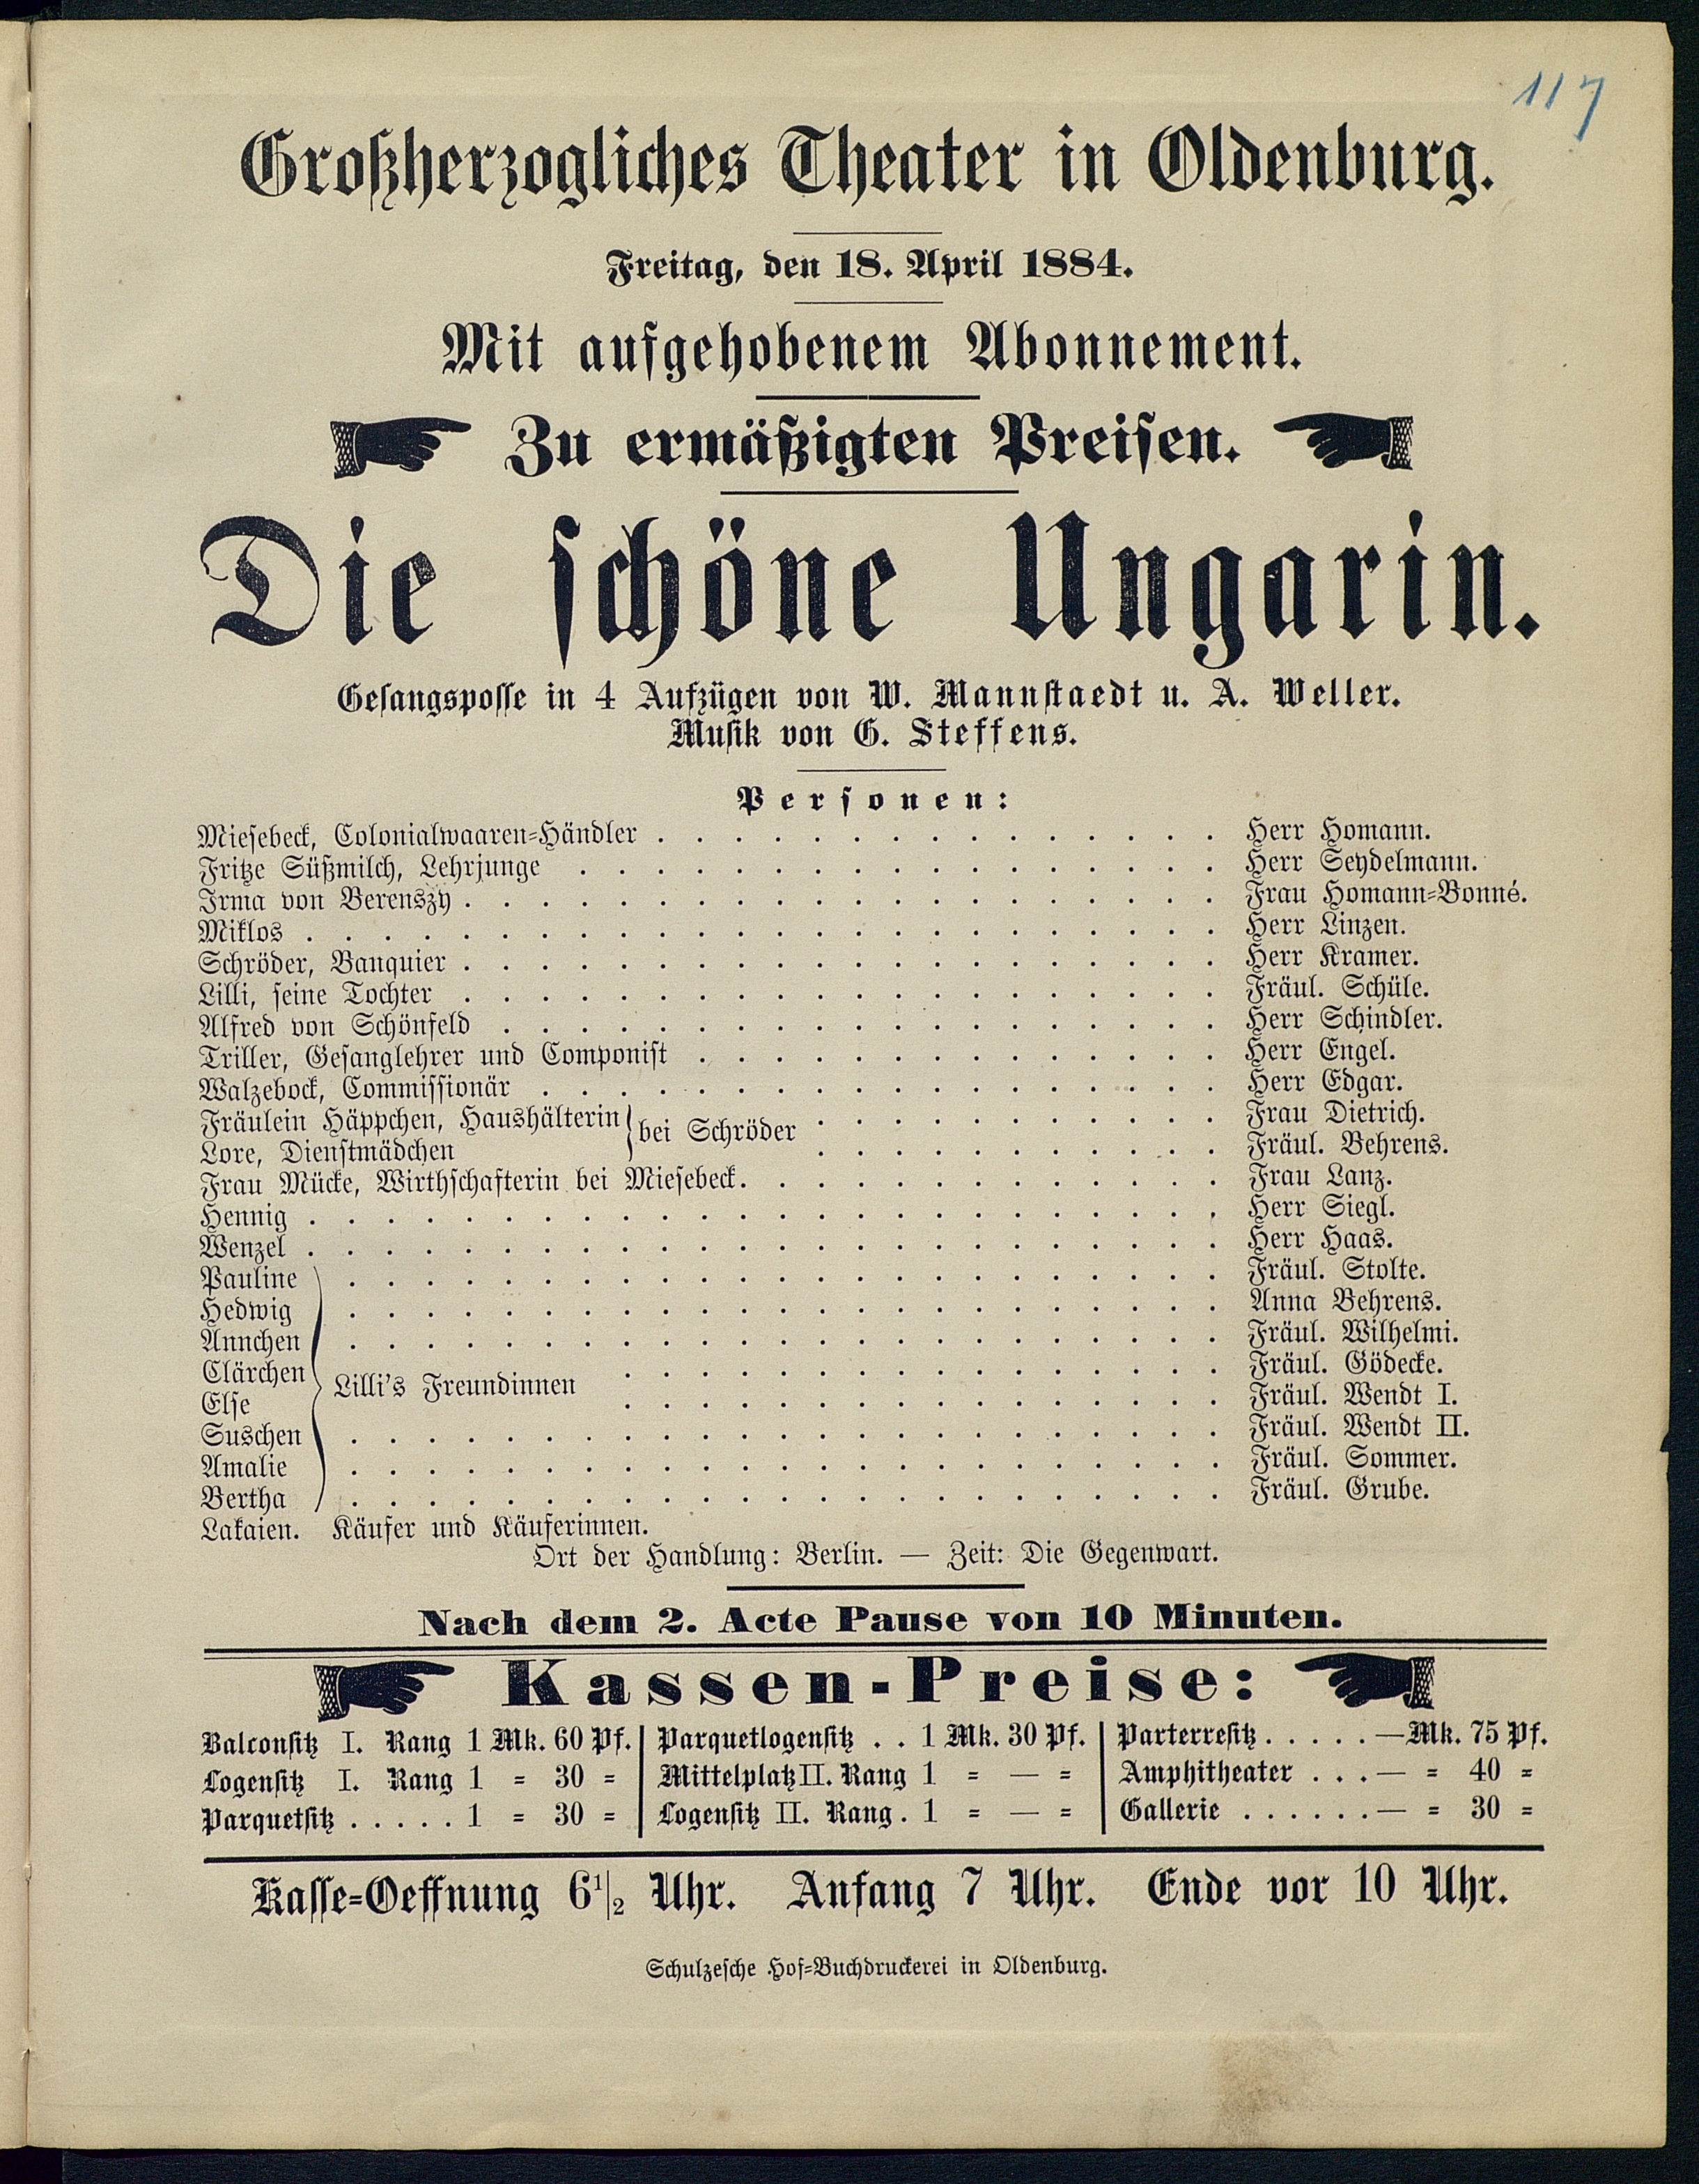 117
Großherzogliches Theater in Oldenburg.
Freitag, den 18. April 1884.
Mit aufgehobenem Abonnement.
Zu ermäßigten Preisen.
Die schöne Ungarin.
Gesangsposse in 4 Aufzügen von W. Mannstaedt u. A. Weller.
Musik von G. Steffens.
Personen:
Miesebeck, Colonialwaaren=Händler . . . . . . . . . . . . . . . Herr Homann.
Fritze Süßmilch, Lehrjunge . . . . . . . . . . . . . . . . . Herr Seydelmann.
Irma von Berenszy . . . . . . . . . . . . . . . . . . . . Frau Homann=Bonné.
Miklos . . . . . . . . . . . . . . . . . . . . . . . . Herr Linzen.
Schröder, Banquier . . . . . . . . . . . . . . . . . . . . Herr Kramer.
Lilli, seine Tochter . . . . . . . . . . . . . . . . . . . . Fräul. Schüle.
Alfred von Schönfeld . . . . . . . . . . . . . . . . . . . Herr Schindler.
Triller, Gesanglehrer und Componist . . . . . . . . . . . . . . Herr Engel.
Walzebock, Commissionär . . . . . . . . . . . . . . . . . . Herr Edgar.
Fräulein Häppchen, Haushälterin } bei Schröder . . . . . . . . . . . Frau Dietrich.
Lore, Dienstmädchen . . . . . . . . . . . Fräul. Behrens.
Frau Mücke, Wirthschafterin bei Miesebeck. . . . . . . . . . . . . Frau Lanz.
Hennig . . . . . . . . . . . . . . . . . . . . . . . . Herr Siegl.
Wenzel . . . . . . . . . . . . . . . . . . . . . . . . Herr Haas.
Pauline . . . . . . . . . . . . . . . . . . . . . . . Fräul. Stolte.
Hedwig . . . . . . . . . . . . . . . . . . . . . . . Anna Behrens.
Annchen . . . . . . . . . . . . . . . . . . . . . . . Fräul. Wilhelmi.
Clärchen } Lilli's Freundinnen . . . . . . . . . . . . . . . . Fräul. Gödecke.
Else . . . . . . . . . . . . . . . . Fräul. Wendt I.
Suschen . . . . . . . . . . . . . . . . . . . . . . . Fräul. Wendt II.
Amalie . . . . . . . . . . . . . . . . . . . . . . . Fräul. Sommer.
Bertha . . . . . . . . . . . . . . . . . . . . . . . Fräul. Grube.
Lakaien. Käufer und Käuferinnen.
Ort der Handlung: Berlin. — Zeit: Die Gegenwart.
Nach dem 2. Acte Pause von 10 Minuten.
Kassen-Preise:
Balconsitz I. Rang 1 Mk. 60 Pf. | Parquetlogensitz . . 1 Mk. 30 Pf. | Parterresitz . . . . . — Mk. 75 Pf.
Logensitz I. Rang 1 = 30 = | Mittelplatz II. Rang 1 = — = | Amphitheater . . . — = 40 =
Parquetsitz . . . . . 1 = 30 = | Logensitz II. Rang . 1 = — = | Gallerie . . . . . . — = 30 =
Kasse=Oeffnung 6 1/2 Uhr. Anfang 7 Uhr. Ende vor 10 Uhr.
Schulzesche Hof=Buchdruckerei in Oldenburg.